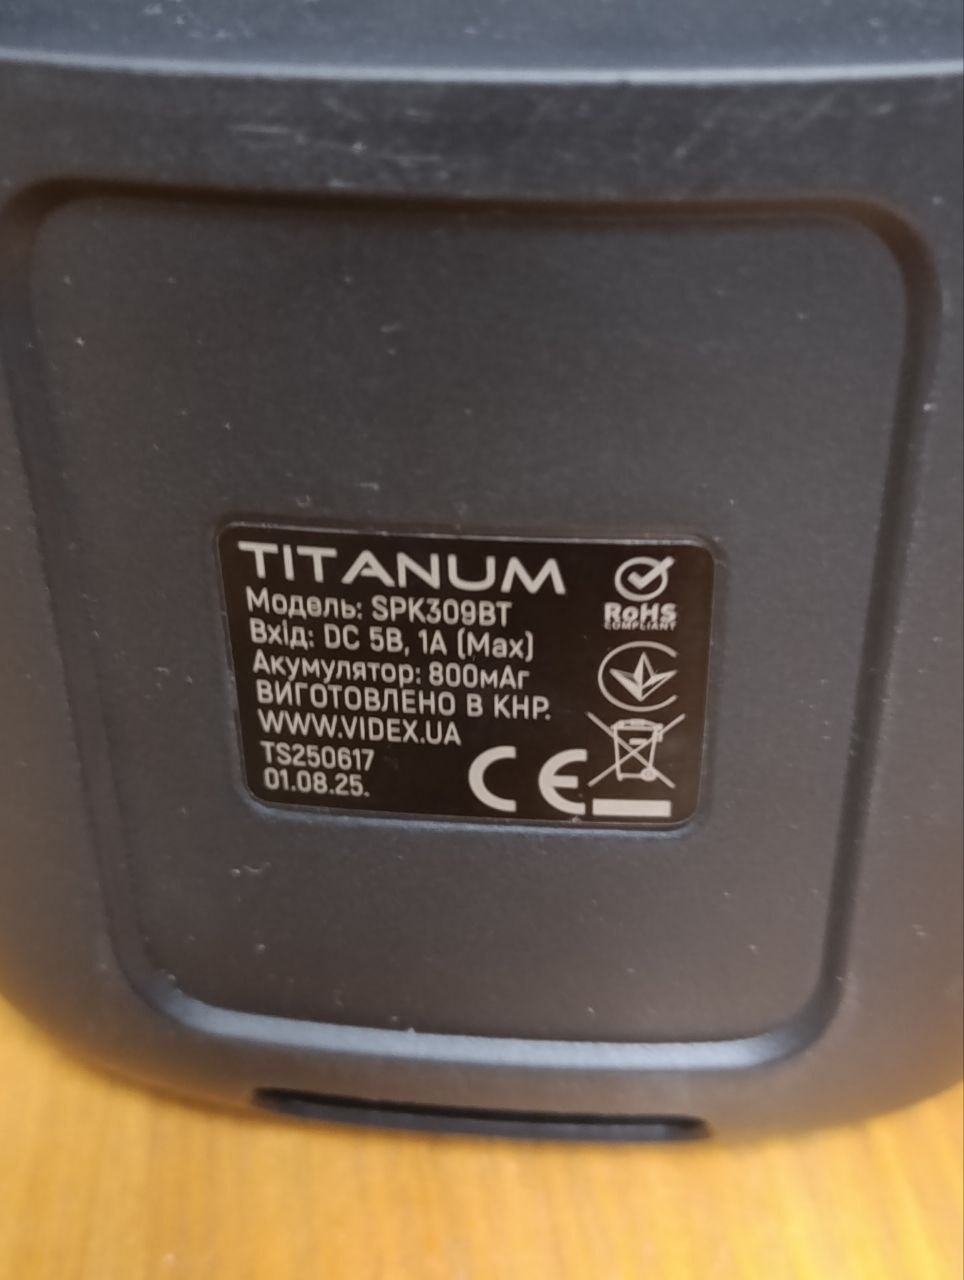 TITANUM
Модель: SPK309BT
Вхід: DC 5В, 1А (Max)
Акумулятор: 800мАг
ВИГОТОВЛЕНО В КНР.
WWW.VIDEX.UA
TS250617
01.08.25.
RoHS
COMPLIANT
CE